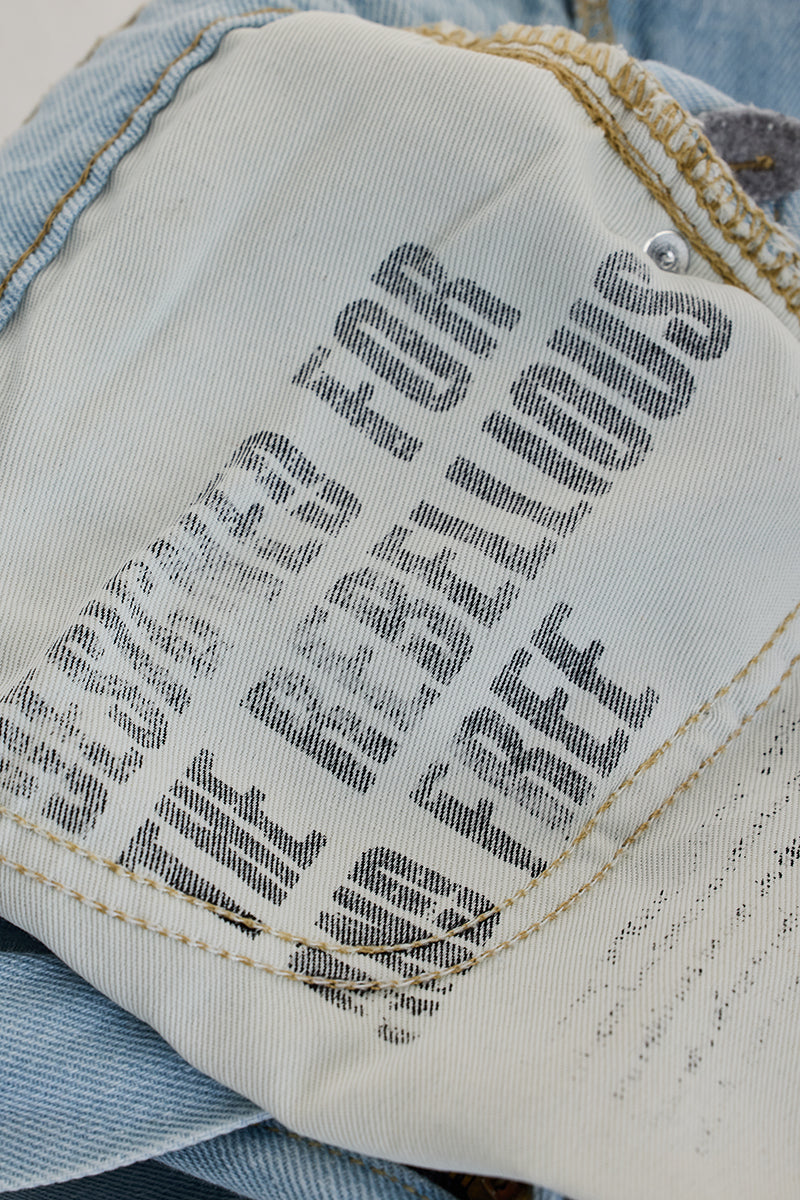 DESIGNED FOR
THE REBELLIOUS
AND FREE